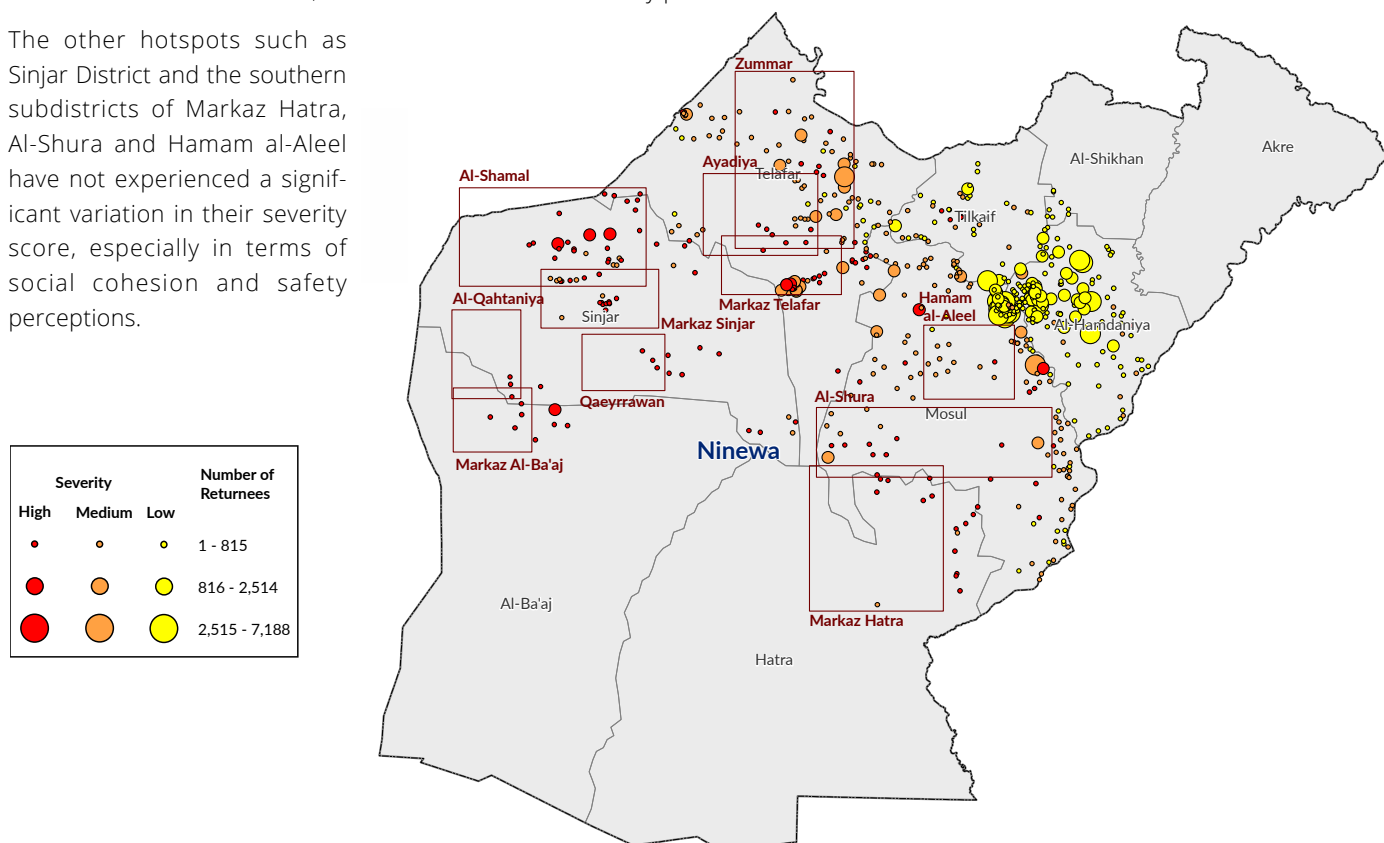 The other hotspots such as
Sinjar District and the southern
subdistricts of Markaz Hatra,
Al-Shura and Hamam al-Aleel
have not experienced a signif-
icant variation in their severity
score, especially in terms of
social cohesion and safety
perceptions.
Zummar
Al-Shikhan
Akre
Ayadiya
Telafar
Al-Shamal
Tilkaif
Al-Qahtaniya
Markaz Telafar
Hamam
al-Aleel
Sinjar
Markaz Sinjar
Al-Hamdaniya
Qaeyrrawan
Al-Shura
Mosul
Ninewa
Markaz Al-Ba'aj
Severity
Number of
Returnees
High Medium Low
1 - 815
816 - 2,514
2,515 - 7,188
Al-Ba'aj
Markaz Hatra
Hatra